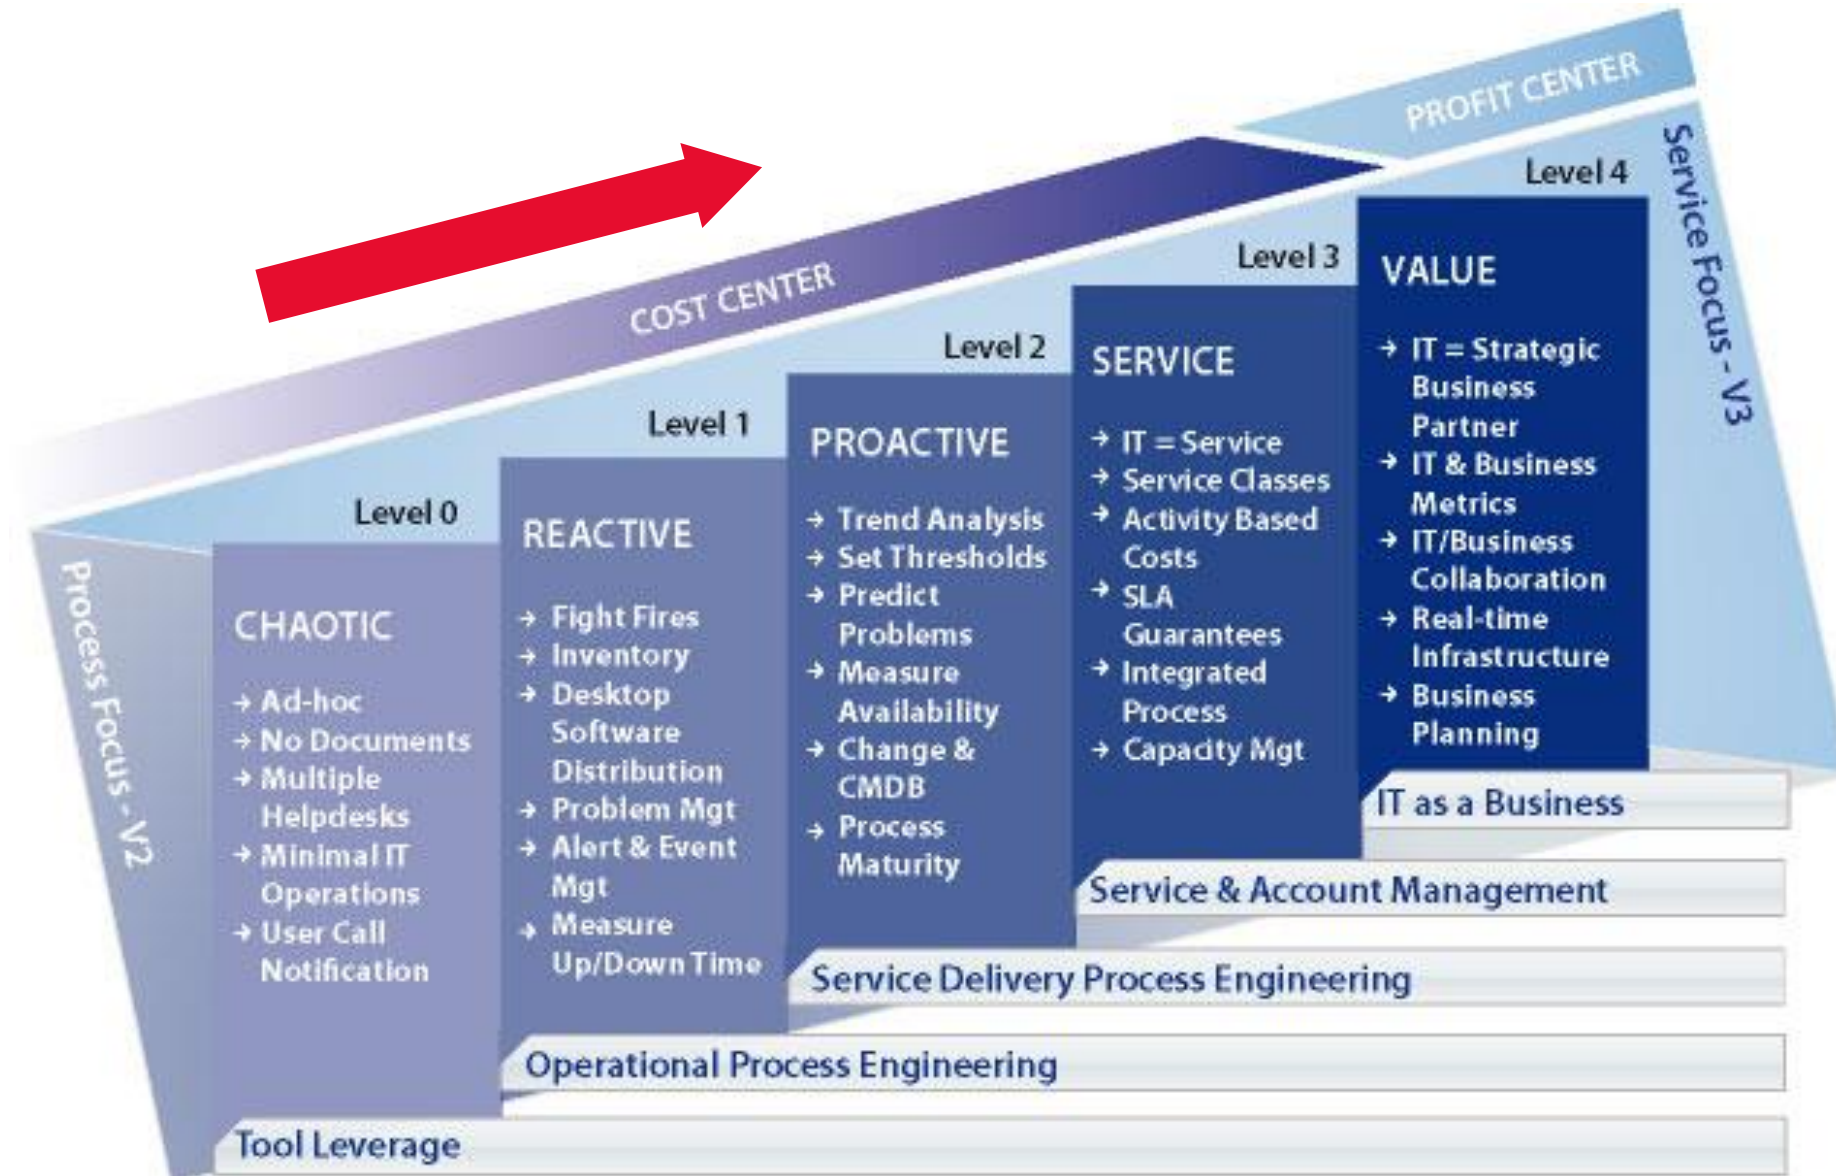 PROFIT CENTER
COST CENTER
Process Focus - V2
Service Focus - V3
Level 0
CHAOTIC
→ Ad-hoc
→ No Documents
→ Multiple
Helpdesks
→ Minimal IT
Operations
→ User Call
Notification
Level 1
REACTIVE
→ Fight Fires
→ Inventory
→ Desktop
Software
Distribution
→ Problem Mgt
→ Alert & Event
Mgt
→ Measure
Up/Down Time
Level 2
PROACTIVE
→ Trend Analysis
→ Set Thresholds
→ Predict
Problems
→ Measure
Availability
→ Change &
CMDB
→ Process
Maturity
Level 3
SERVICE
→ IT = Service
→ Service Classes
→ Activity Based
Costs
→ SLA
Guarantees
→ Integrated
Process
→ Capacity Mgt
Level 4
VALUE
→ IT = Strategic
Business
Partner
→ IT & Business
Metrics
→ IT/Business
Collaboration
→ Real-time
Infrastructure
→ Business
Planning
IT as a Business
Service & Account Management
Service Delivery Process Engineering
Operational Process Engineering
Tool Leverage